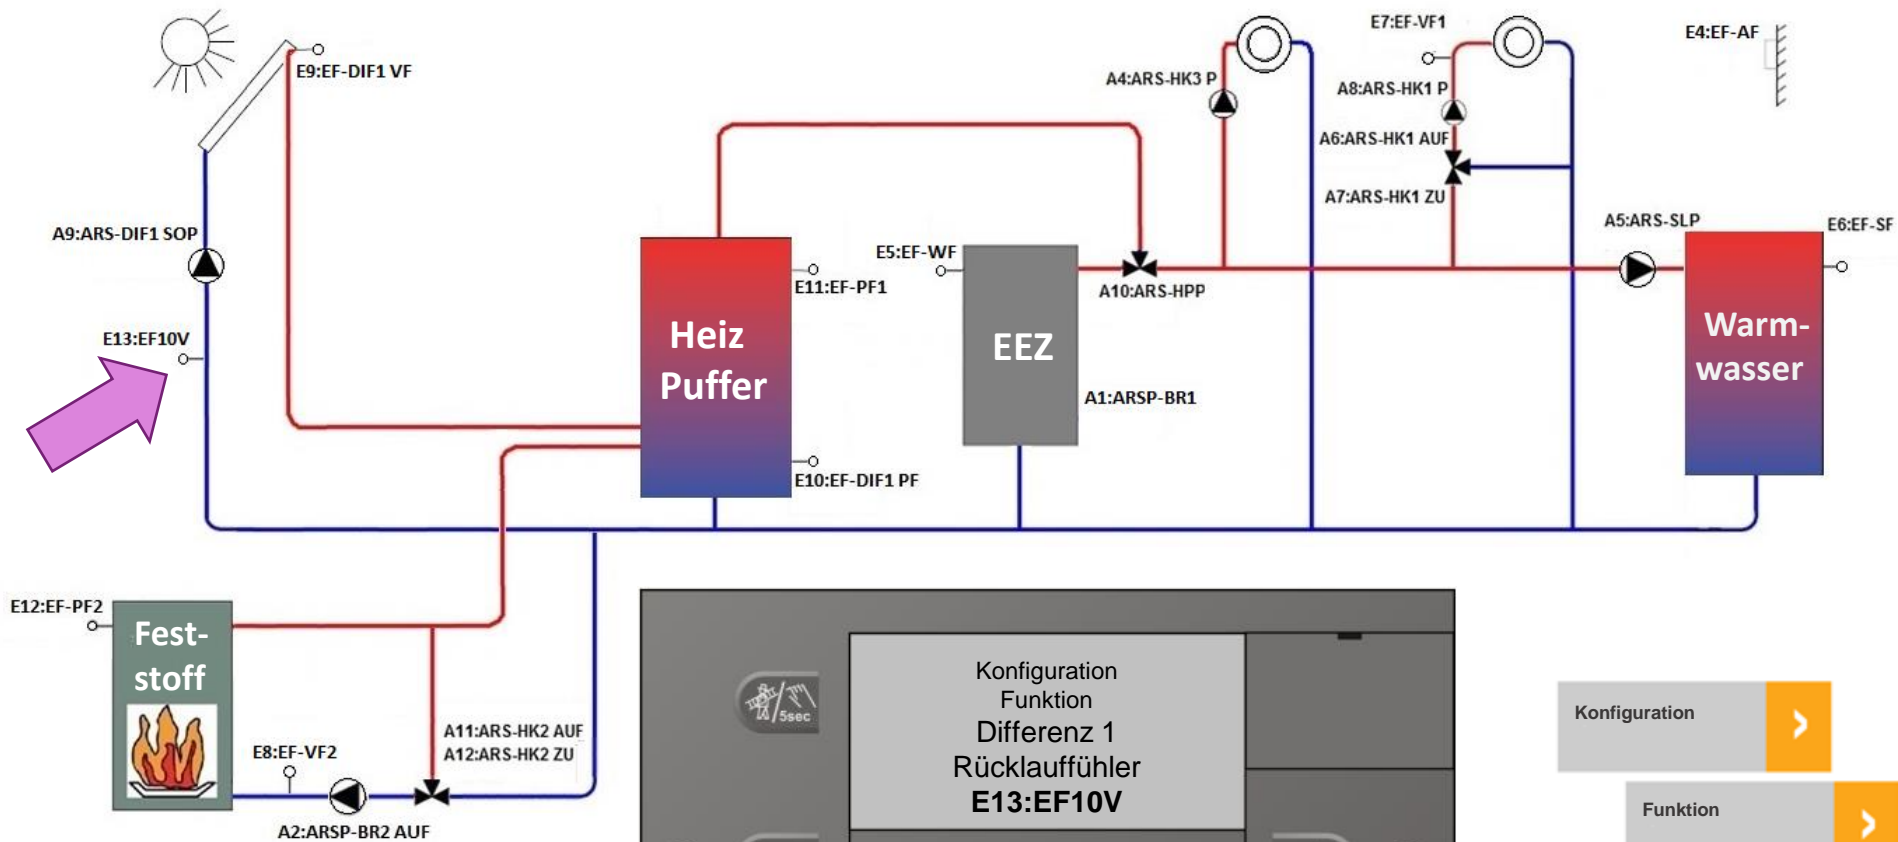 E7:EF-VF1
E4:EF-AF
E9:EF-DIF1 VF
A4:ARS-HK3 P
A8:ARS-HK1 P
A6:ARS-HK1 AUF
A7:ARS-HK1 ZU
A9:ARS-DIF1 SOP
A5:ARS-SLP
E6:EF-SF
E5:EF-WF
E11:EF-PF1
A10:ARS-HPP
E13:EF10V
Heiz
Puffer
EEZ
Warm-
wasser
A1:ARSP-BR1
E10:EF-DIF1 PF
E12:EF-PF2
Fest-
stoff
A11:ARS-HK2 AUF
A12:ARS-HK2 ZU
E8:EF-VF2
A2:ARSP-BR2 AUF
5sec
Konfiguration
Funktion
Differenz 1
Rücklauffühler
E13:EF10V
Konfiguration
Funktion